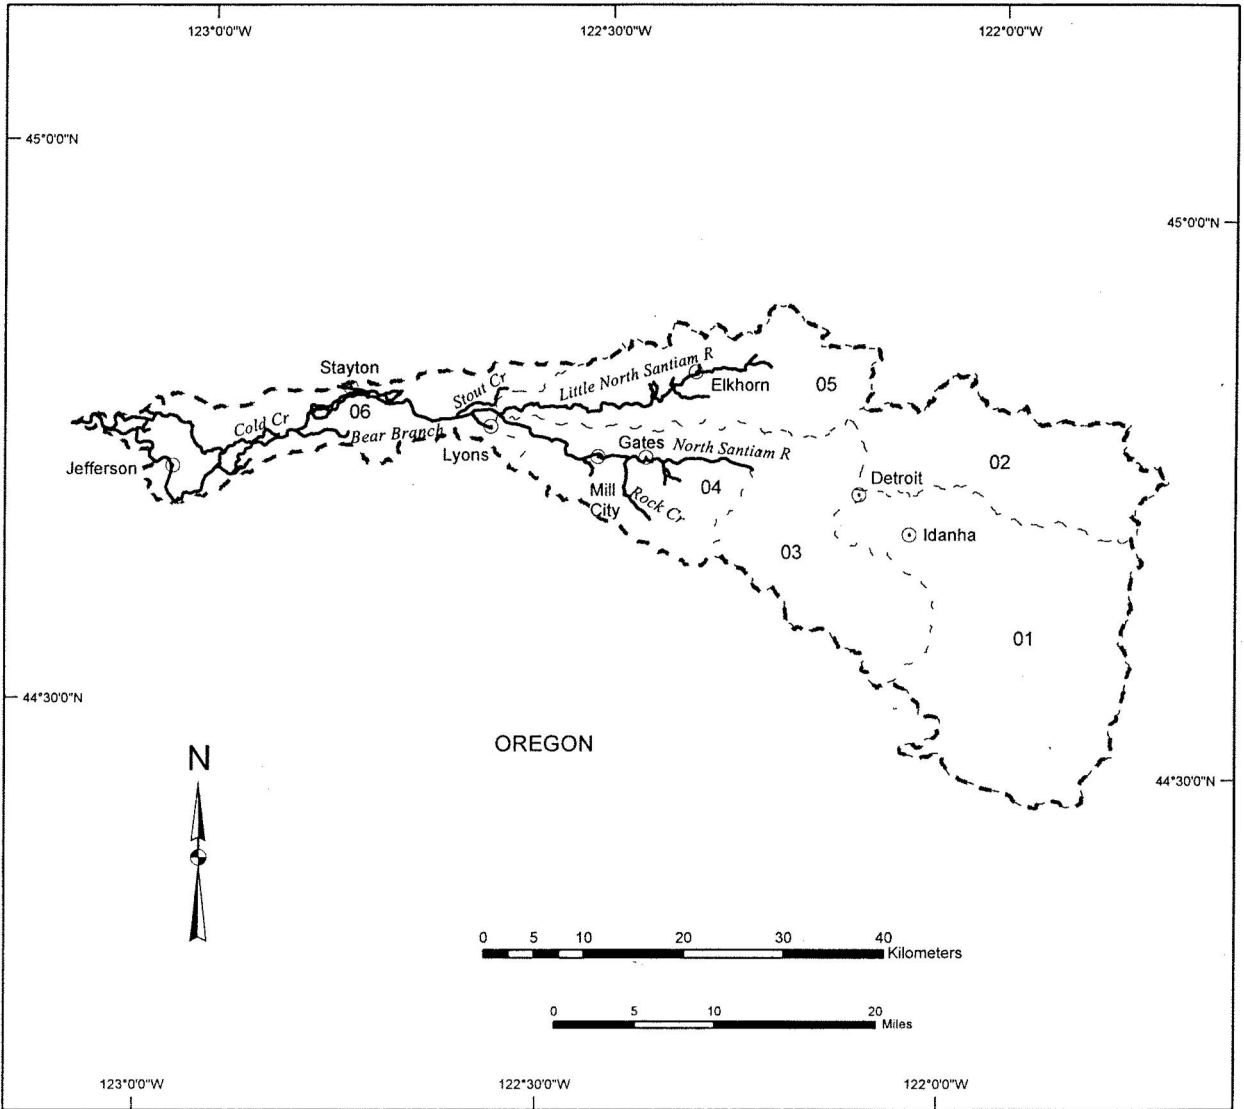 123°0'0"W
122°30'0"W
122°0'0"W
45°0'0"N
45°0'0"N
Stayton
Stout Cr
Little North Santiam R
Elkhorn
05
06
Cold Cr
Bear Branch
Lyons
Gates
North Santiam R
Jefferson
02
Detroit
Mill
City
04
Rock Cr
Idanha
03
01
44°30'0"N
OREGON
N
44°30'0"N
0 5 10 20 30 40
Kilometers
0 5 10 20
Miles
123°0'0"W
122°30'0"W
122°0'0"W